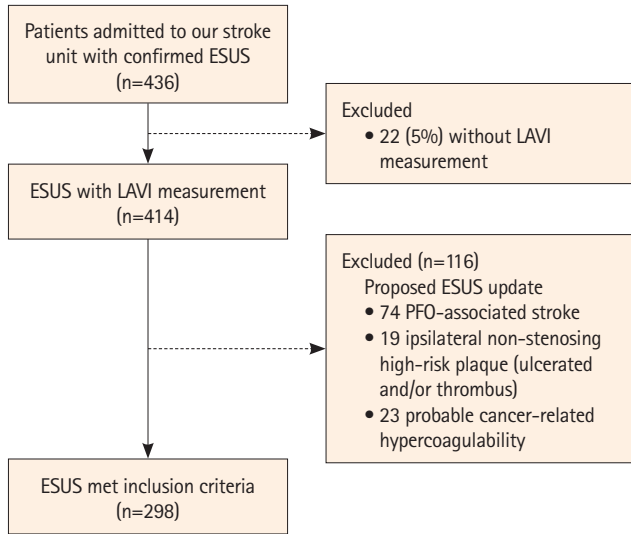 Patients admitted to our stroke
unit with confirmed ESUS
(n=436)
Excluded
• 22 (5%) without LAVI
measurement
ESUS with LAVI measurement
(n=414)
Excluded (n=116)
Proposed ESUS update
• 74 PFO-associated stroke
• 19 ipsilateral non-stenosing
high-risk plaque (ulcerated
and/or thrombus)
• 23 probable cancer-related
hypercoagulability
ESUS met inclusion criteria
(n=298)